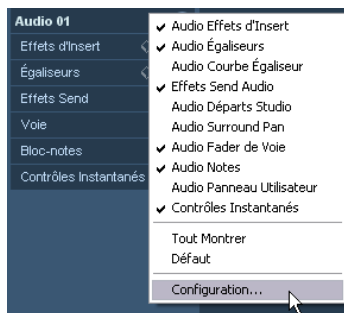 Audio 01
Effets d'Insert
Égaliseurs
Effets Send
Voie
Bloc-notes
Contrôles Instantanés
Audio Effets d'Insert
Audio Égaliseurs
Audio Courbe Égaliseur
Effets Send Audio
Audio Départs Studio
Audio Surround Pan
Audio Fader de Voie
Audio Notes
Audio Panneau Utilisateur
Contrôles Instantanés
Tout Montrer
Défaut
Configuration...